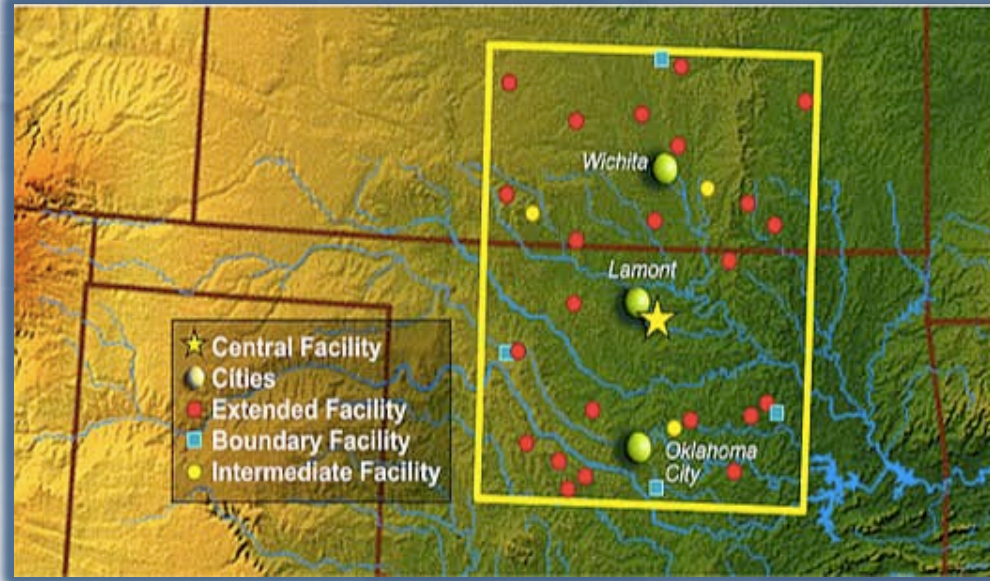 Wichita
Lamont
Central Facility
Cities
Extended Facility
Boundary Facility
Intermediate Facility
Oklahoma
City